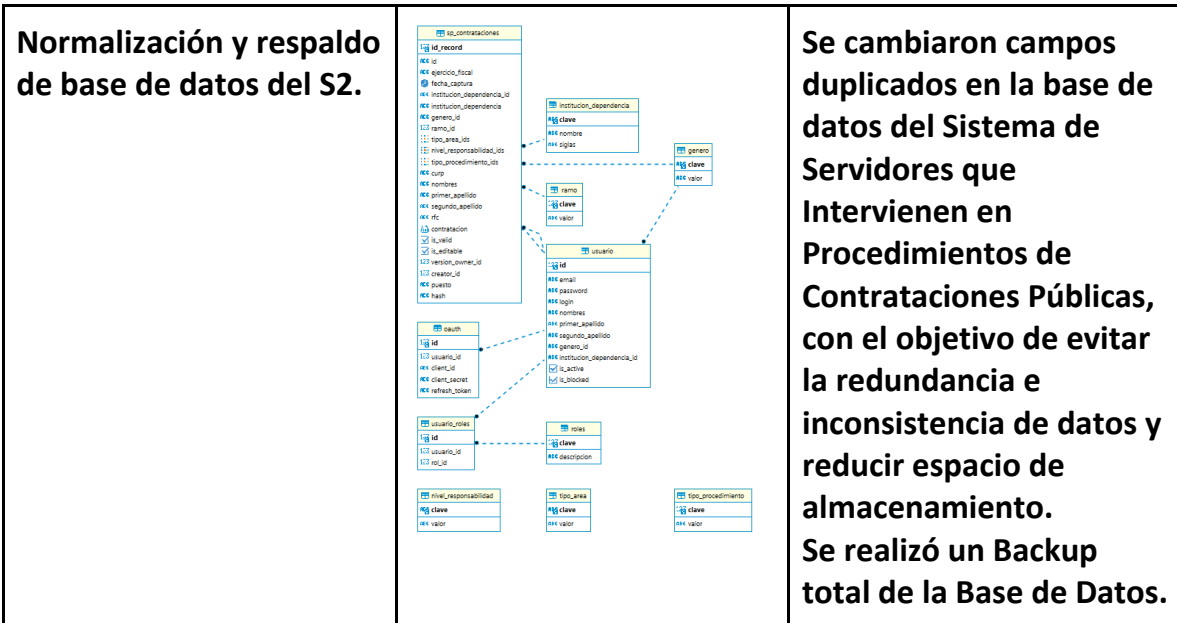 Normalización y respaldo
de base de datos del S2.
sp_contrataciones
id_record
id
ejercicio_fiscal
fecha_captura
institucion_dependencia_id
institucion_dependencia
genero_id
ramo_id
tipo_area_ids
nivel_responsabilidad_ids
tipo_procedimiento_ids
curp
nombres
primer_apellido
segundo_apellido
rfc
contratacion
is_valid
is_editable
version_owner_id
creator_id
puesto
hash
institucion_dependencia
clave
nombre
siglas
genero
clave
valor
ramo
clave
valor
usuario
id
email
password
login
nombres
primer_apellido
segundo_apellido
genero_id
institucion_dependencia_id
is_active
is_blocked
oauth
id
usuario_id
client_id
client_secret
refresh_token
usuario_roles
id
usuario_id
rol_id
roles
clave
descripcion
nivel_responsabilidad
clave
valor
tipo_area
clave
valor
tipo_procedimiento
clave
valor
Se cambiaron campos
duplicados en la base de
datos del Sistema de
Servidores que
Intervienen en
Procedimientos de
Contrataciones Públicas,
con el objetivo de evitar
la redundancia e
inconsistencia de datos y
reducir espacio de
almacenamiento.
Se realizó un Backup
total de la Base de Datos.